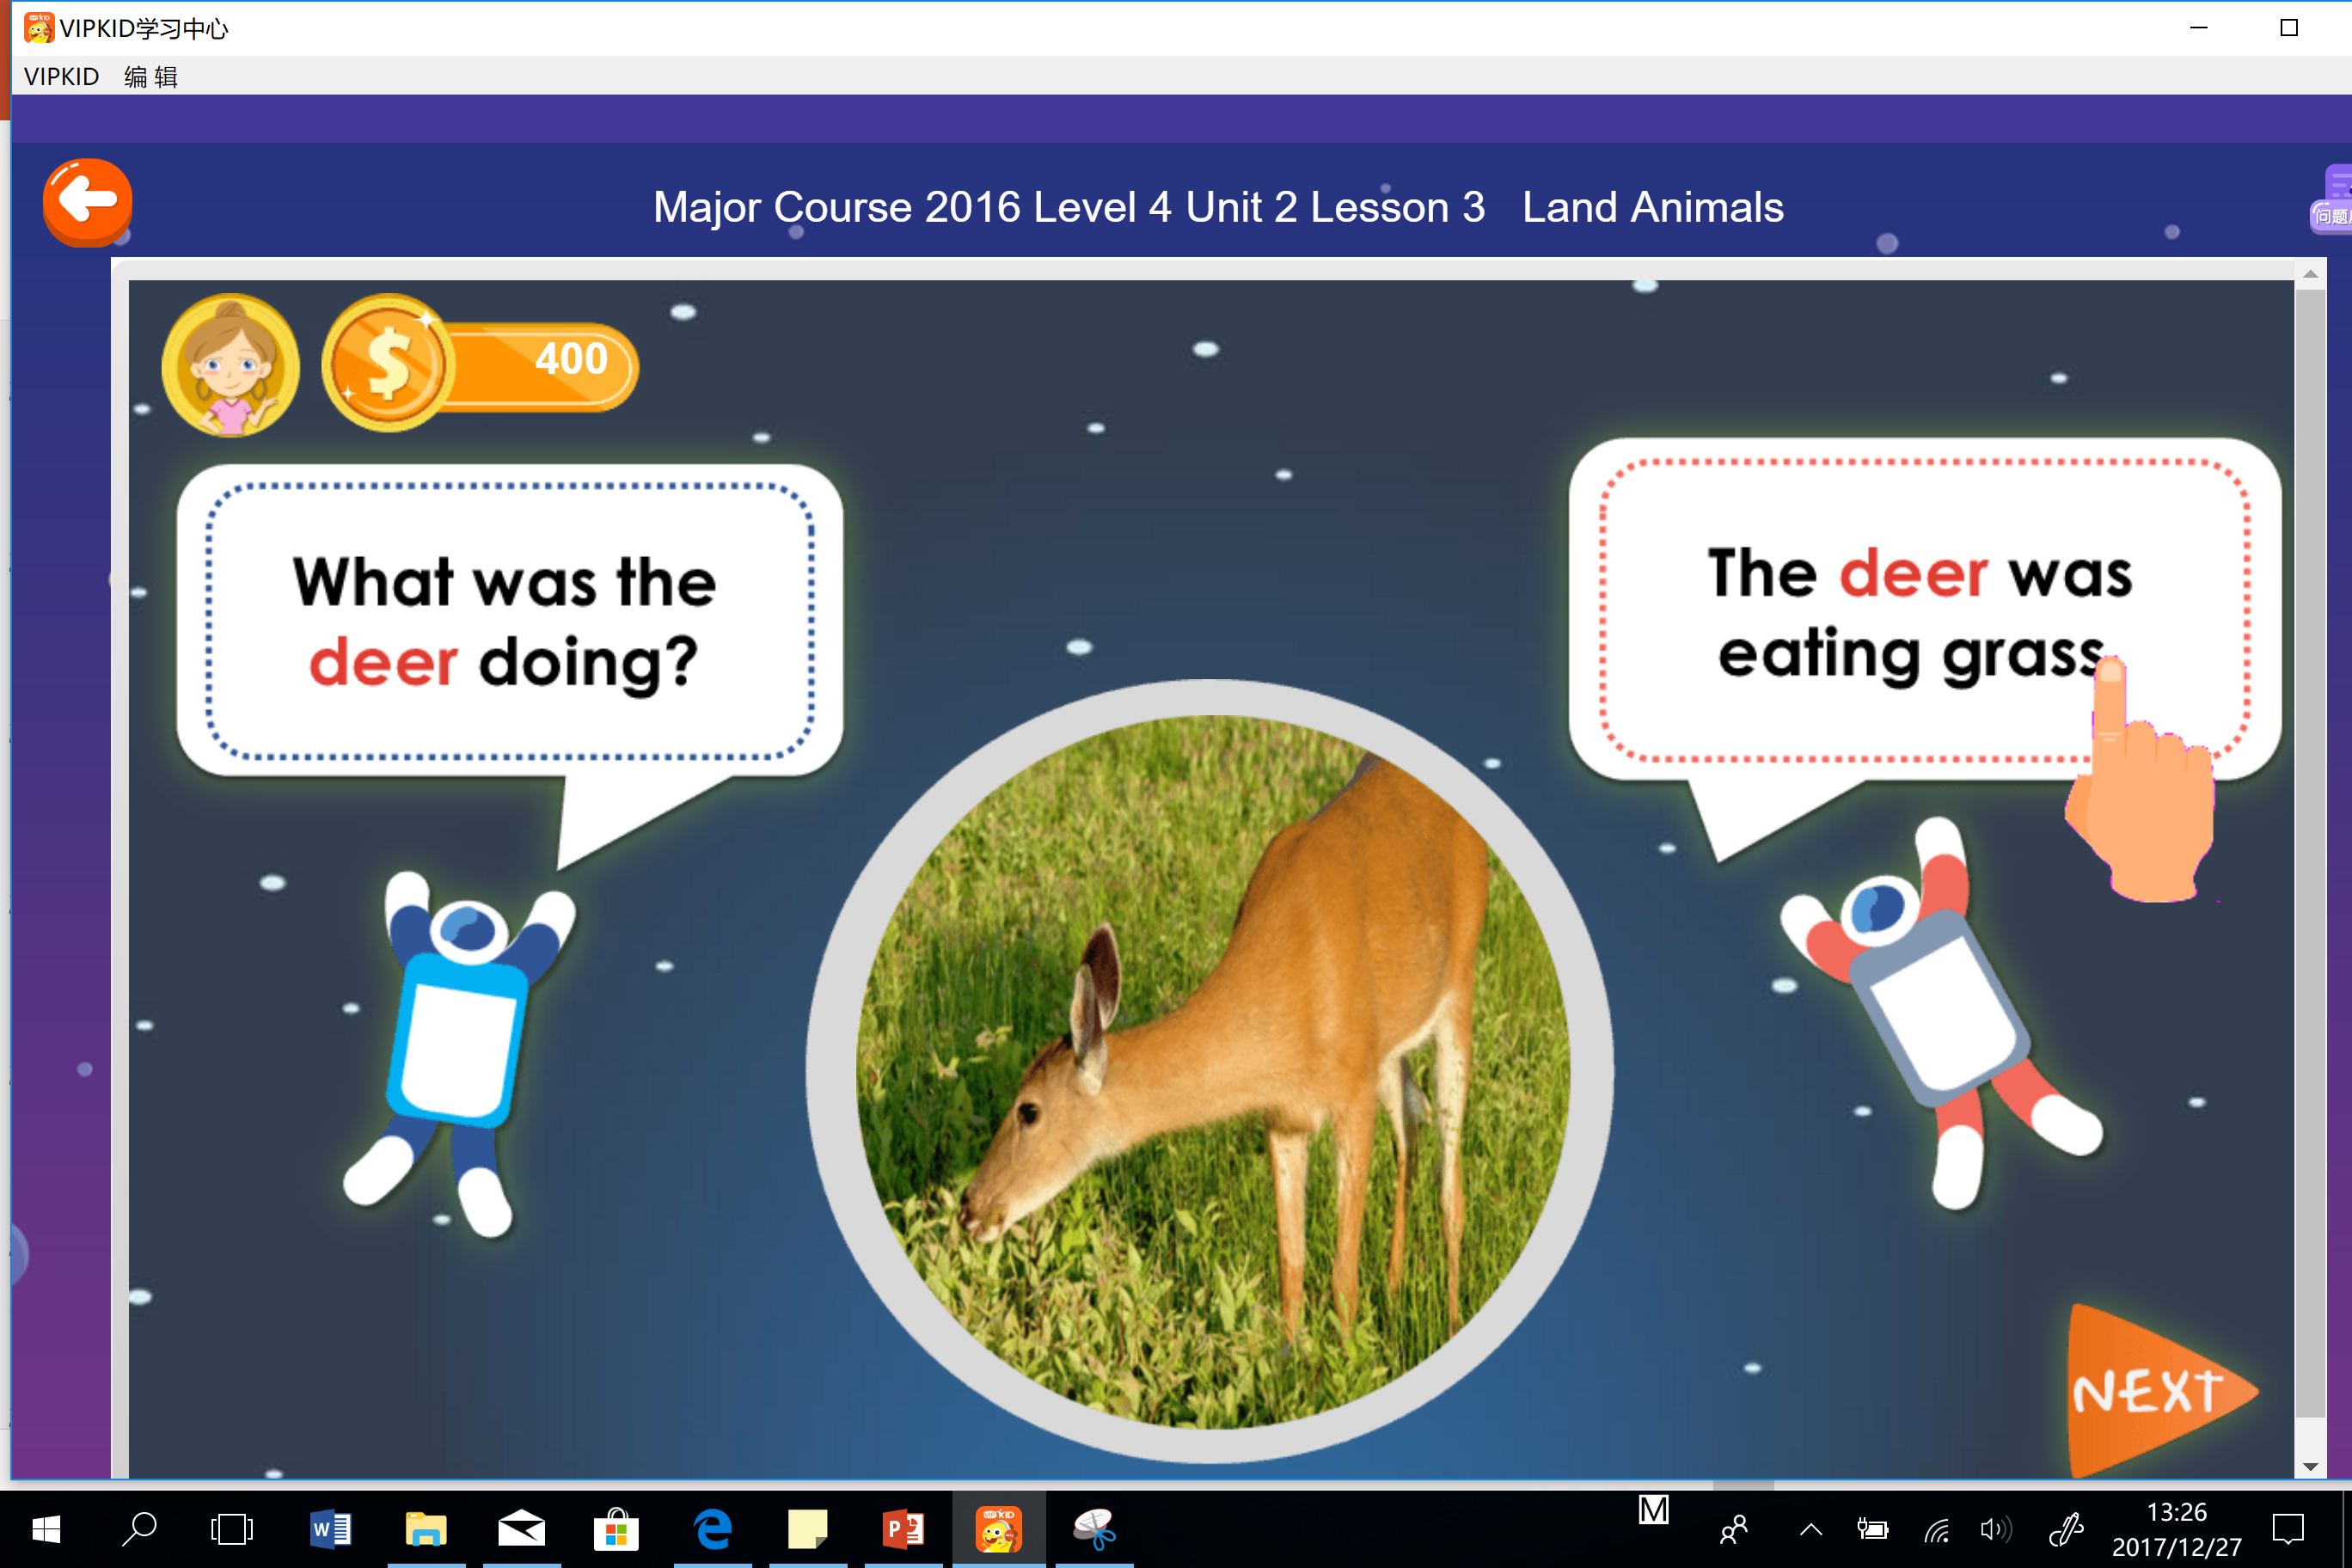 VIPKID学习中心
VIPKID 编 辑
Major Course 2016 Level 4 Unit 2 Lesson 3 Land Animals
问题
400
What was the
deer doing?
The deer was
eating grass
NEXT
M
13:26
2017/12/27